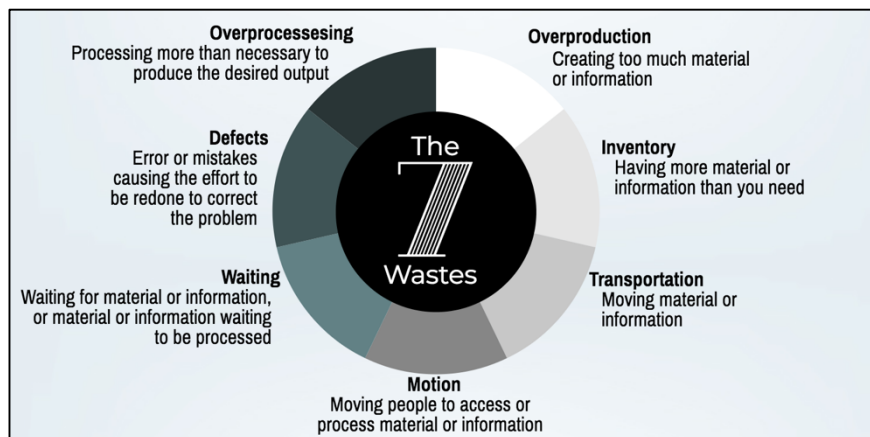 Overprocessesing
Processing more than necessary to
produce the desired output
Overproduction
Creating too much material
or information
Defects
Error or mistakes
causing the effort to
be redone to correct
the problem
The
7
Wastes
Inventory
Having more material or
information than you need
Waiting
Waiting for material or information,
or material or information waiting
to be processed
Transportation
Moving material or
information
Motion
Moving people to access or
process material or information